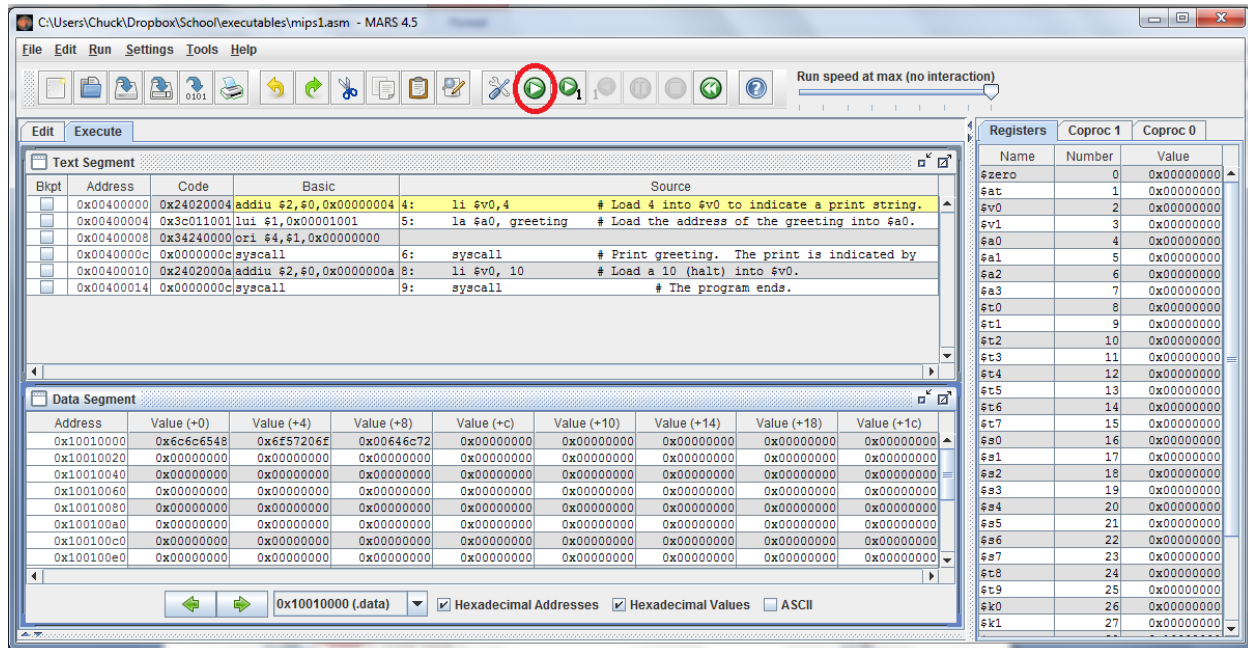 C:\Users\Chuck\Dropbox\School\executables\mips1.asm - MARS 4.5
File Edit Run Settings Tools Help
Run speed at max (no interaction)
Edit Execute
Text Segment
Bkpt Address Code Basic Source
0x00400000 0x24020004 addiu $2,$0,0x00000004 4: li $v0,4 # Load 4 into $v0 to indicate a print string.
0x00400004 0x3c011001 lui $1,0x00001001 5: la $a0, greeting # Load the address of the greeting into $a0.
0x00400008 0x34240000 ori $4,$1,0x00000000
0x0040000c 0x0000000c syscall 6: syscall # Print greeting. The print is indicated by
0x00400010 0x2402000a addiu $2,$0,0x0000000a 8: li $v0, 10 # Load a 10 (halt) into $v0.
0x00400014 0x0000000c syscall 9: syscall # The program ends.
Data Segment
Address Value (+0) Value (+4) Value (+8) Value (+c) Value (+10) Value (+14) Value (+18) Value (+1c)
0x10010000 0x6c6c6548 0x6f57206f 0x00646c72 0x00000000 0x00000000 0x00000000 0x00000000 0x00000000
0x10010020 0x00000000 0x00000000 0x00000000 0x00000000 0x00000000 0x00000000 0x00000000 0x00000000
0x10010040 0x00000000 0x00000000 0x00000000 0x00000000 0x00000000 0x00000000 0x00000000 0x00000000
0x10010060 0x00000000 0x00000000 0x00000000 0x00000000 0x00000000 0x00000000 0x00000000 0x00000000
0x10010080 0x00000000 0x00000000 0x00000000 0x00000000 0x00000000 0x00000000 0x00000000 0x00000000
0x100100a0 0x00000000 0x00000000 0x00000000 0x00000000 0x00000000 0x00000000 0x00000000 0x00000000
0x100100c0 0x00000000 0x00000000 0x00000000 0x00000000 0x00000000 0x00000000 0x00000000 0x00000000
0x100100e0 0x00000000 0x00000000 0x00000000 0x00000000 0x00000000 0x00000000 0x00000000 0x00000000
0x10010000 (.data) Hexadecimal Addresses Hexadecimal Values ASCII
Registers Coproc 1 Coproc 0
Name Number Value
$zero 0 0x00000000
$at 1 0x00000000
$v0 2 0x00000000
$v1 3 0x00000000
$a0 4 0x00000000
$a1 5 0x00000000
$a2 6 0x00000000
$a3 7 0x00000000
$t0 8 0x00000000
$t1 9 0x00000000
$t2 10 0x00000000
$t3 11 0x00000000
$t4 12 0x00000000
$t5 13 0x00000000
$t6 14 0x00000000
$t7 15 0x00000000
$s0 16 0x00000000
$s1 17 0x00000000
$s2 18 0x00000000
$s3 19 0x00000000
$s4 20 0x00000000
$s5 21 0x00000000
$s6 22 0x00000000
$s7 23 0x00000000
$t8 24 0x00000000
$t9 25 0x00000000
$k0 26 0x00000000
$k1 27 0x00000000